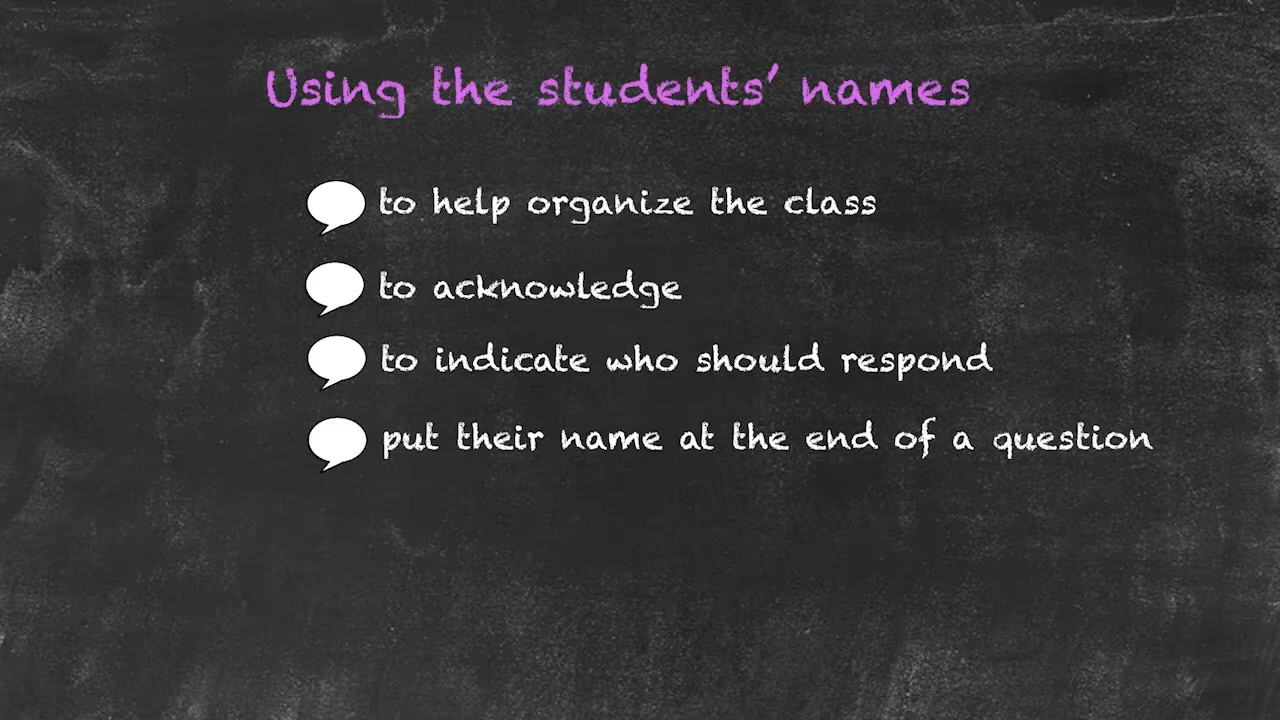 Using the students’ names
to help organize the class
to acknowledge
to indicate who should respond
put their name at the end of a question